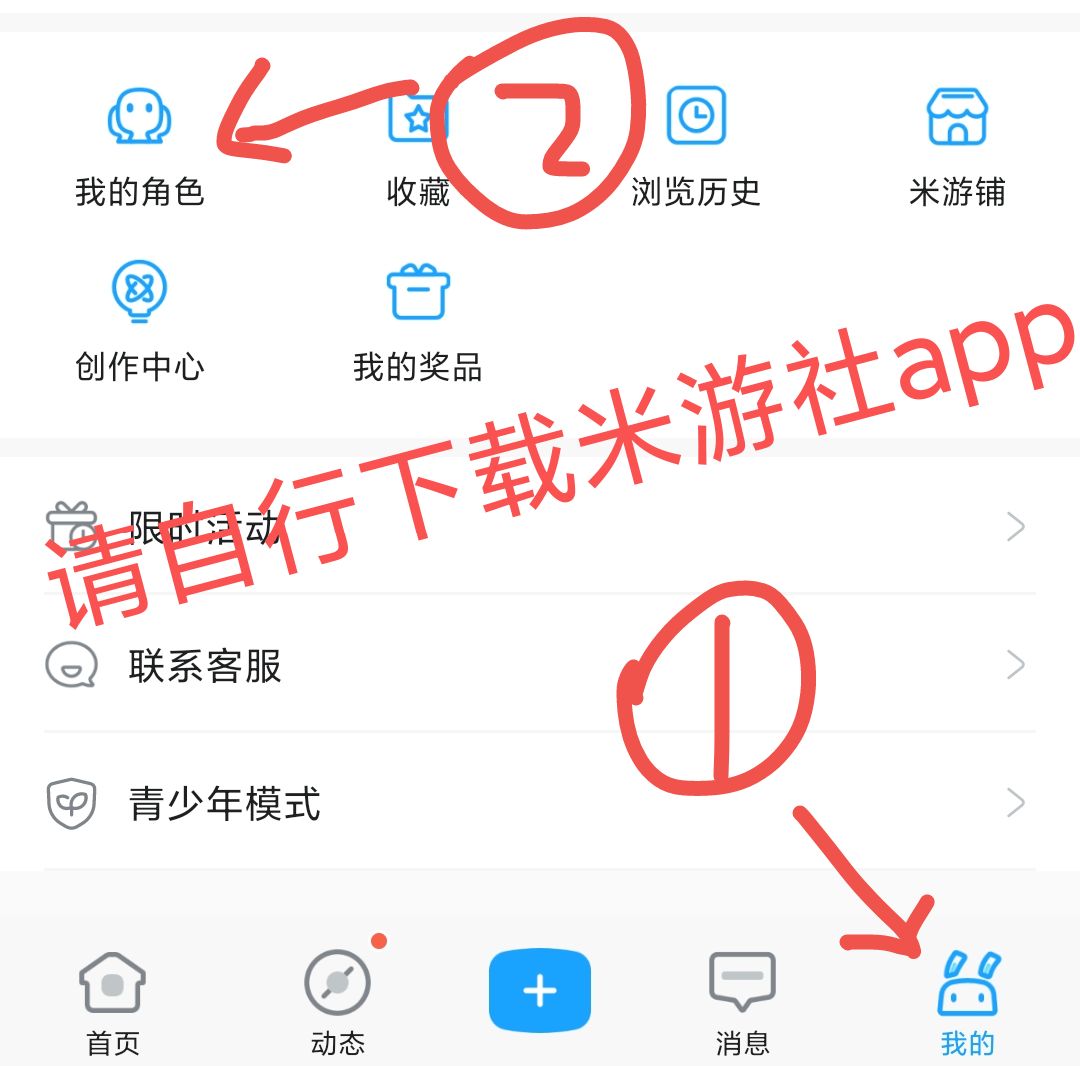 2
我的角色 收藏 浏览历史 米游铺
创作中心 我的奖品
请自行下载米游社app
限时活动
1
联系客服
青少年模式
首页 动态 消息 我的